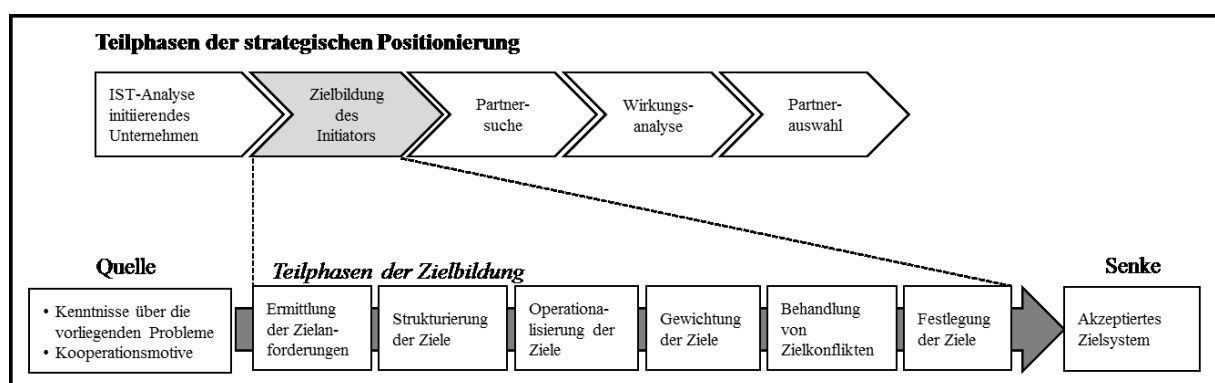 Teilphasen der strategischen Positionierung
IST-Analyse
initiierendes
Unternehmen
Zielbildung
des
Initiators
Partner-
suche
Wirkungs-
analyse
Partner-
auswahl
Quelle
Teilphasen der Zielbildung
Senke
• Kenntnisse über die
vorliegenden Probleme
• Kooperationsmotive
Ermittlung
der Zielan-
forderungen
Strukturierung
der Ziele
Operationa-
lisierung der
Ziele
Gewichtung
der Ziele
Behandlung
von
Zielkonflikten
Festlegung
der Ziele
Akzeptiertes
Zielsystem